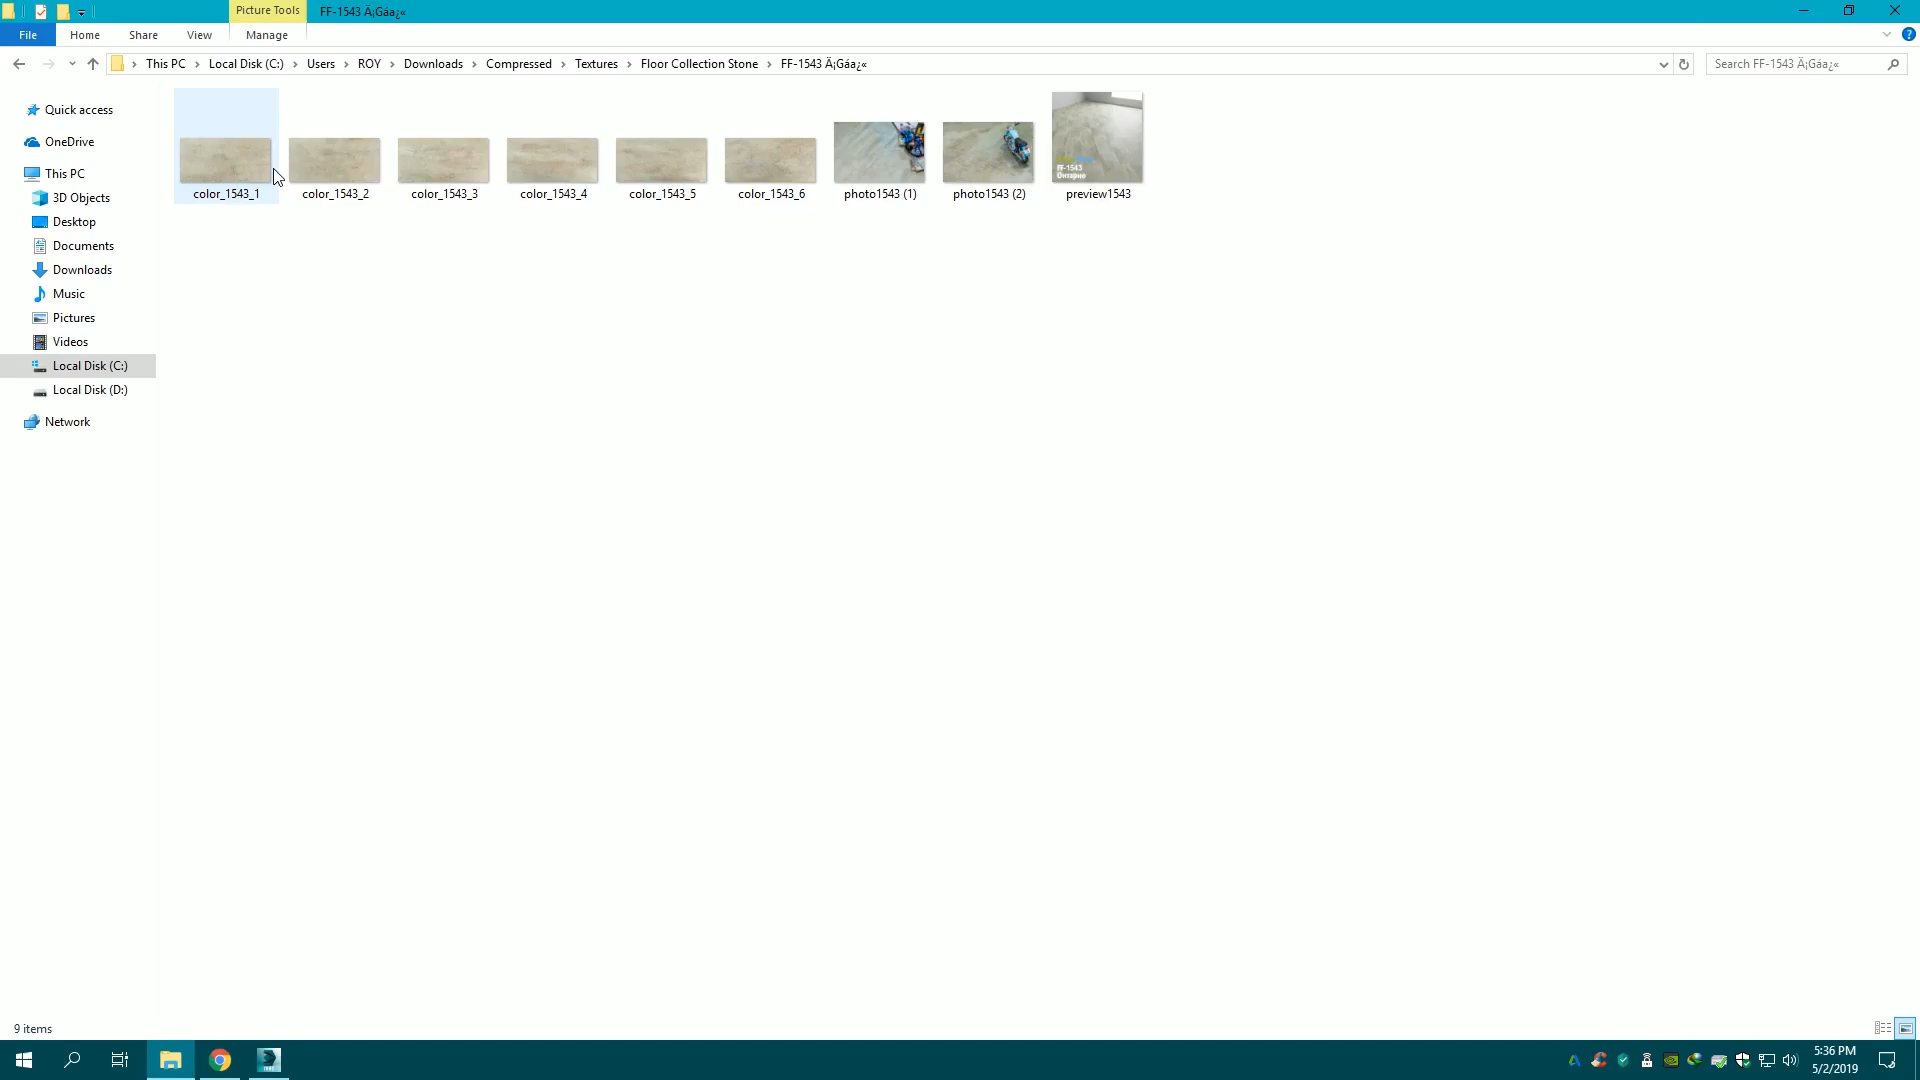 Picture Tools
FF-1543 Ä¡Gáa¿«
File Home Share View Manage
This PC Local Disk (C:) Users ROY Downloads Compressed Textures Floor Collection Stone FF-1543 Ä¡Gáa¿«
Search FF-1543 Ä¡Gáa¿«
Quick access
OneDrive
This PC
3D Objects
Desktop
Documents
Downloads
Music
Pictures
Videos
Local Disk (C:)
Local Disk (D:)
Network
FF-1543
Онтарио
color_1543_1 color_1543_2 color_1543_3 color_1543_4 color_1543_5 color_1543_6 photo1543 (1) photo1543 (2) preview1543
9 items
5:36 PM
5/2/2019